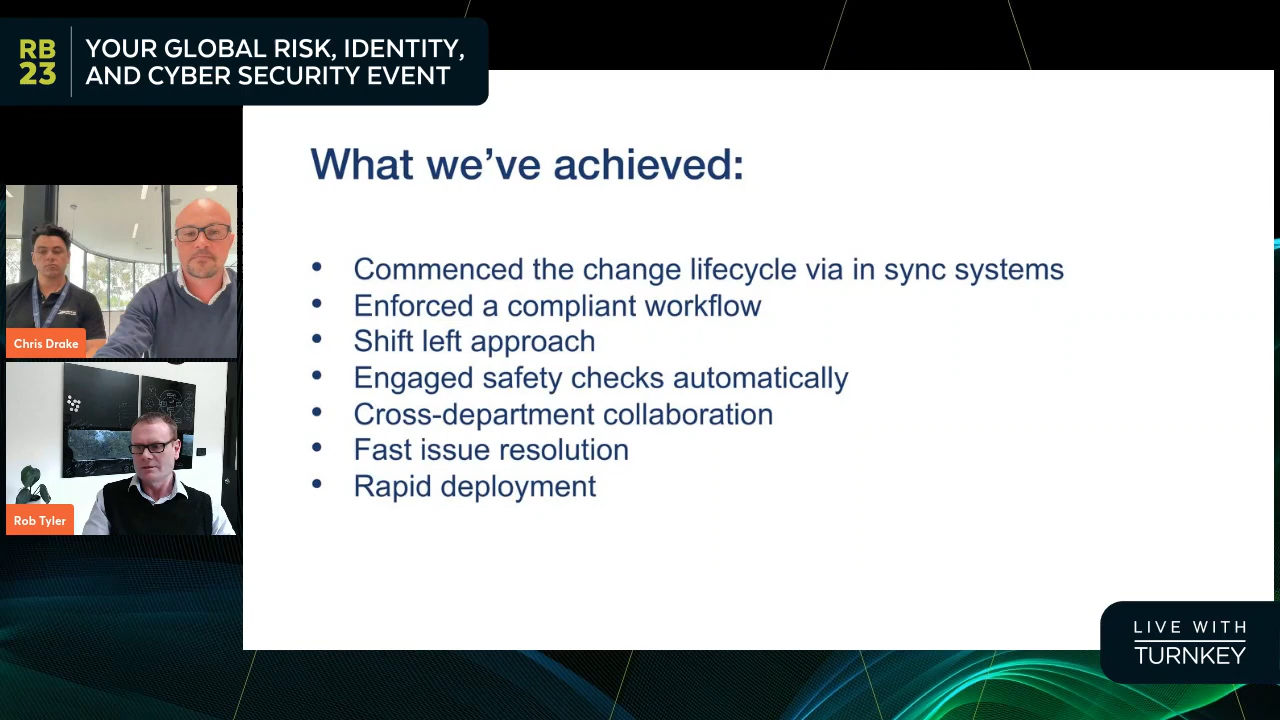 RB
23
YOUR GLOBAL RISK, IDENTITY,
AND CYBER SECURITY EVENT
What we've achieved:
• Commenced the change lifecycle via in sync systems
• Enforced a compliant workflow
• Shift left approach
• Engaged safety checks automatically
• Cross-department collaboration
• Fast issue resolution
• Rapid deployment
Chris Drake
Rob Tyler
LIVE WITH
TURNKEY